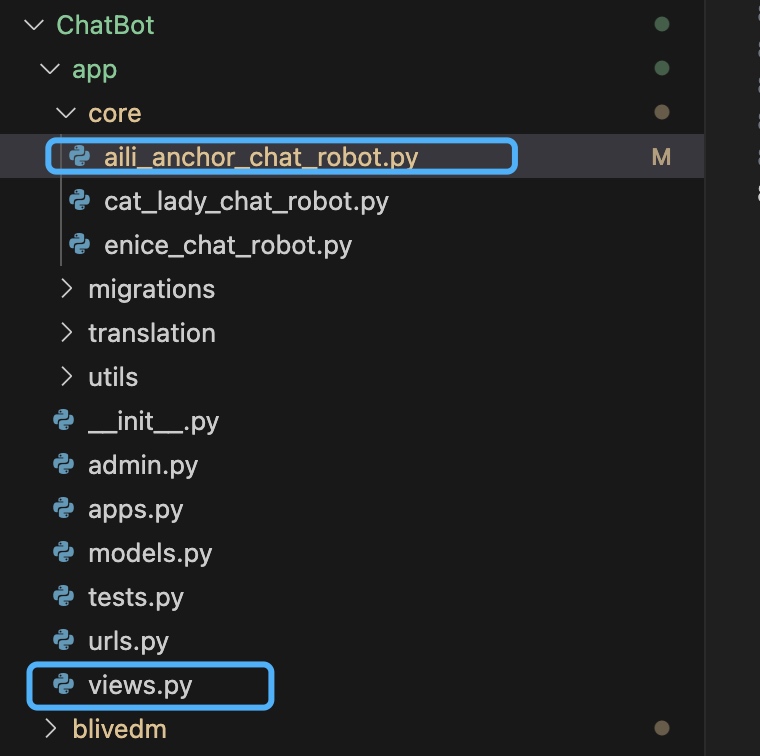 ChatBot
app
core
aili_anchor_chat_robot.py M
cat_lady_chat_robot.py
enice_chat_robot.py
migrations
translation
utils
__init__.py
admin.py
apps.py
models.py
tests.py
urls.py
views.py
blivedm